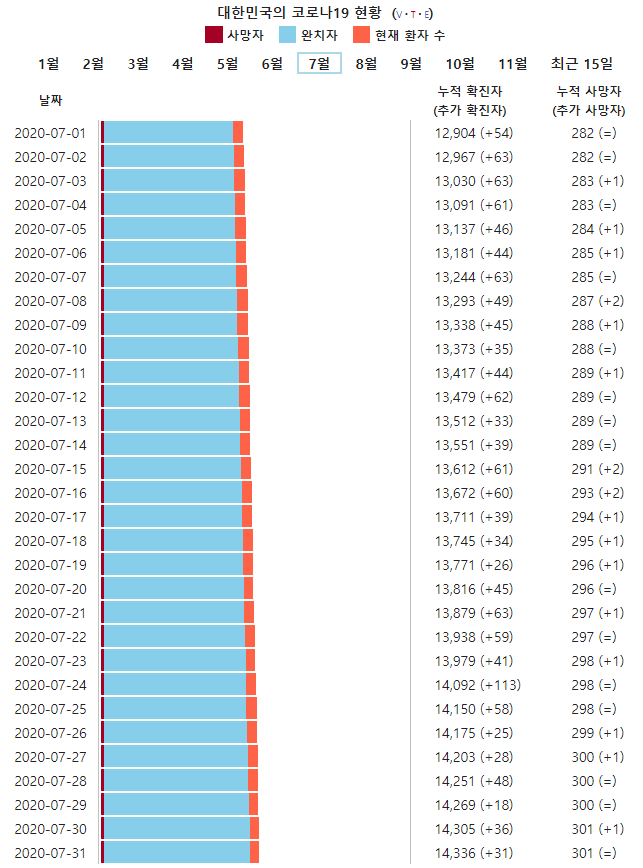 대한민국의 코로나19 현황 (V · T · E)
사망자 완치자 현재 환자 수
1월 2월 3월 4월 5월 6월 7월 8월 9월 10월 11월 최근 15일
날짜 누적 확진자 누적 사망자
(추가 확진자) (추가 사망자)
2020-07-01 12,904 (+54) 282 (=)
2020-07-02 12,967 (+63) 282 (=)
2020-07-03 13,030 (+63) 283 (+1)
2020-07-04 13,091 (+61) 283 (=)
2020-07-05 13,137 (+46) 284 (+1)
2020-07-06 13,181 (+44) 285 (+1)
2020-07-07 13,244 (+63) 285 (=)
2020-07-08 13,293 (+49) 287 (+2)
2020-07-09 13,338 (+45) 288 (+1)
2020-07-10 13,373 (+35) 288 (=)
2020-07-11 13,417 (+44) 289 (+1)
2020-07-12 13,479 (+62) 289 (=)
2020-07-13 13,512 (+33) 289 (=)
2020-07-14 13,551 (+39) 289 (=)
2020-07-15 13,612 (+61) 291 (+2)
2020-07-16 13,672 (+60) 293 (+2)
2020-07-17 13,711 (+39) 294 (+1)
2020-07-18 13,745 (+34) 295 (+1)
2020-07-19 13,771 (+26) 296 (+1)
2020-07-20 13,816 (+45) 296 (=)
2020-07-21 13,879 (+63) 297 (+1)
2020-07-22 13,938 (+59) 297 (=)
2020-07-23 13,979 (+41) 298 (+1)
2020-07-24 14,092 (+113) 298 (=)
2020-07-25 14,150 (+58) 298 (=)
2020-07-26 14,175 (+25) 299 (+1)
2020-07-27 14,203 (+28) 300 (+1)
2020-07-28 14,251 (+48) 300 (=)
2020-07-29 14,269 (+18) 300 (=)
2020-07-30 14,305 (+36) 301 (+1)
2020-07-31 14,336 (+31) 301 (=)